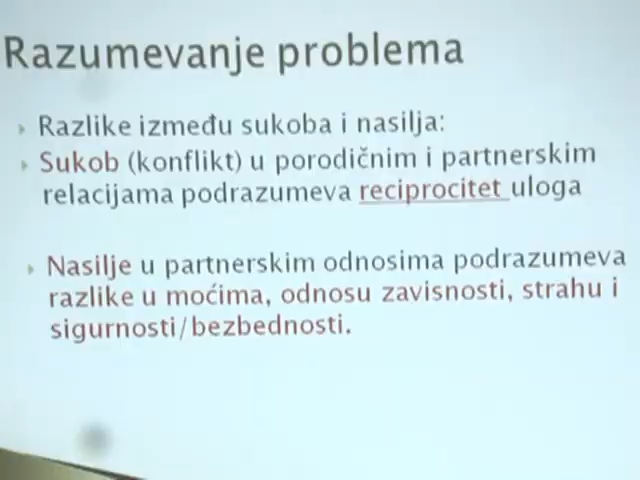 Razumevanje problema
Razlike između sukoba i nasilja:
Sukob (konflikt) u porodičnim i partnerskim
relacijama podrazumeva reciprocitet uloga
Nasilje u partnerskim odnosima podrazumeva
razlike u moćima, odnosu zavisnosti, strahu i
sigurnosti/bezbednosti.